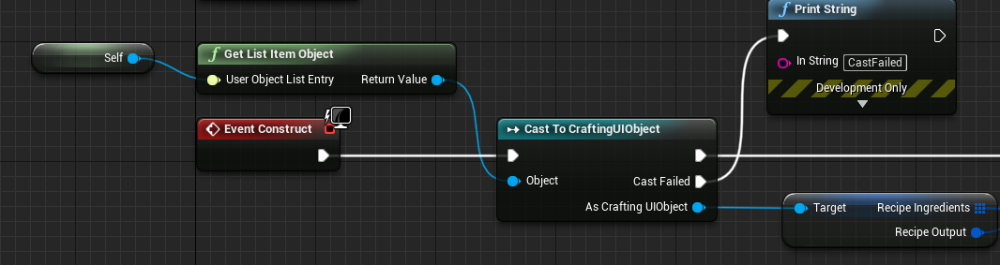 Print String
Self
Get List Item Object
User Object List Entry Return Value
In String CastFailed
Development Only
Event Construct
Cast To CraftingUIObject
Object Cast Failed
As Crafting UIObject
Target Recipe Ingredients
Recipe Output